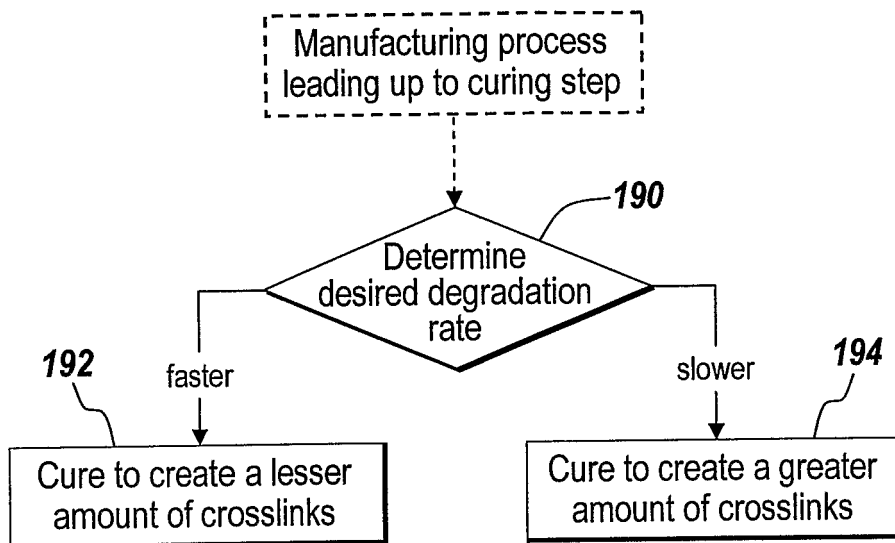 Manufacturing process
leading up to curing step
190
Determine
desired degradation
rate
192
faster
slower
194
Cure to create a lesser
amount of crosslinks
Cure to create a greater
amount of crosslinks